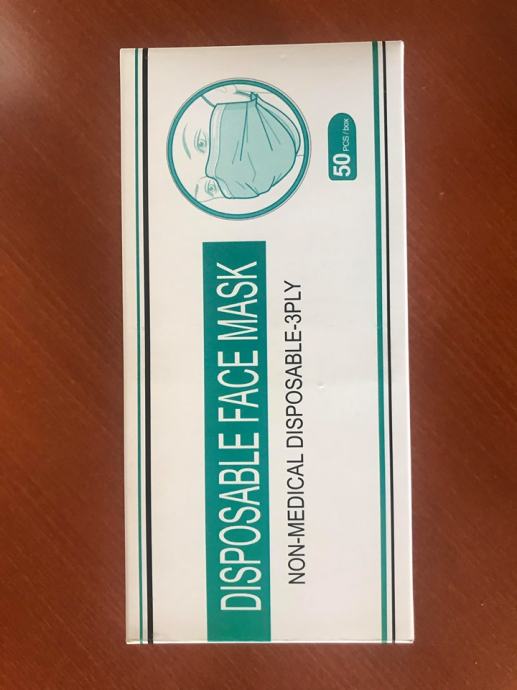 DISPOSABLE FACE MASK
NON-MEDICAL DISPOSABLE-3PLY
50 PCS / box